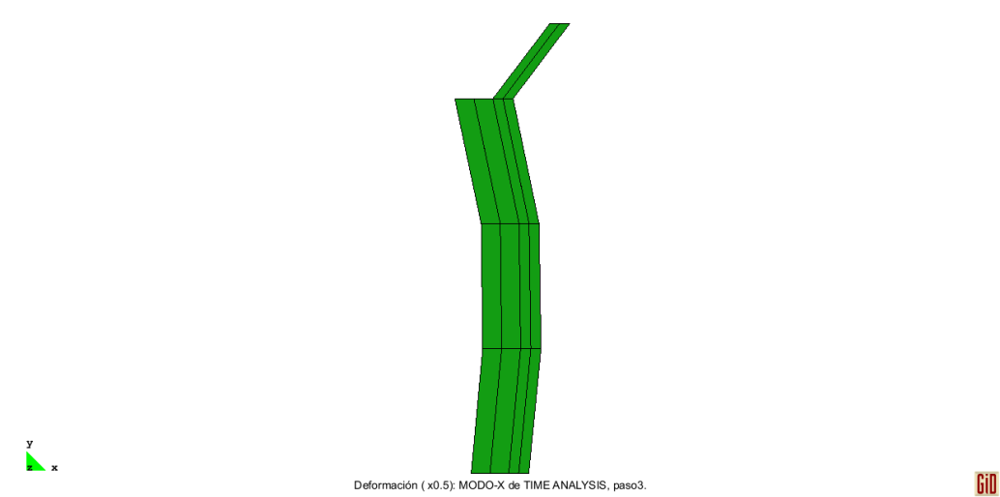 y
z x
Deformación ( x0.5): MODO-X de TIME ANALYSIS, paso3.
GiD